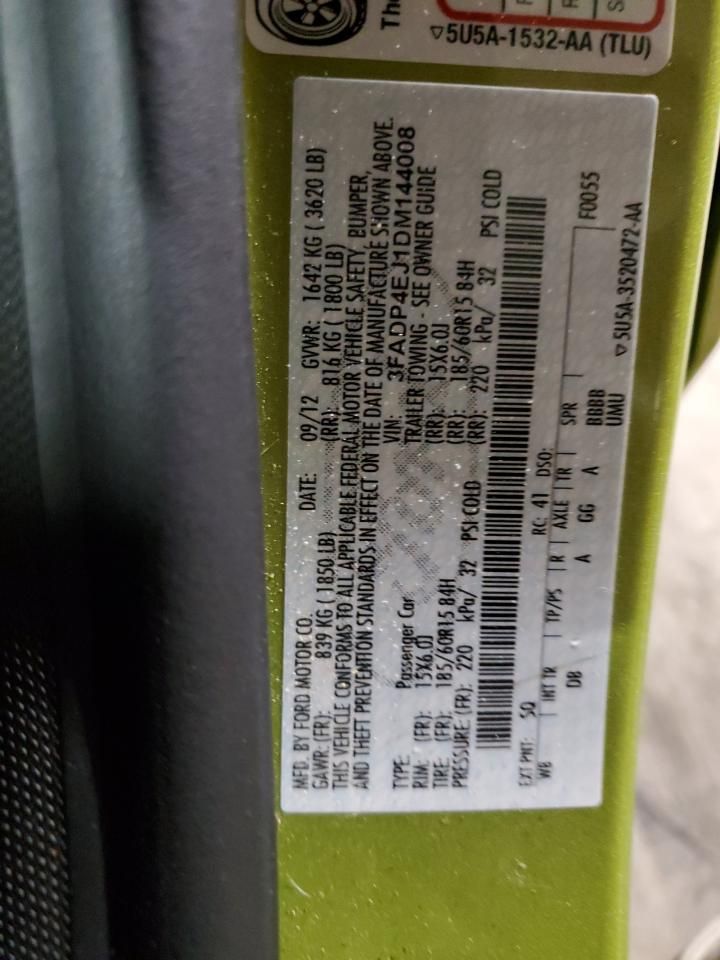 The
F
F
S
▽5U5A-1532-AA (TLU)
MFD. BY FORD MOTOR CO. DATE: 09/12 GVWR: 1642 KG ( 3620 LB)
GAWR: (FR): 839 KG ( 1850 LB) (RR): 816 KG ( 1800 LB)
THIS VEHICLE CONFORMS TO ALL APPLICABLE FEDERAL MOTOR VEHICLE SAFETY, BUMPER,
AND THEFT PREVENTION STANDARDS IN EFFECT ON THE DATE OF MANUFACTURE SHOWN ABOVE.
VIN: 3FADP4EJ1DM144008
TYPE: Passenger Car TRAILER TOWING - SEE OWNER GUIDE
RIM: (FR): 15X6.0J (RR): 15X6.0J
TIRE: (FR): 185/60R15 84H (RR): 185/60R15 84H
PRESSURE: (FR): 220 kPa/ 32 PSI COLD (RR): 220 kPa/ 32 PSI COLD
EXT PNT: SQ RC: 41 DSO: F0055
WB INT TR TP/PS R AXLE TR SPR
DB A GG A BBBB
UMU
▽5U5A-3520472-AA